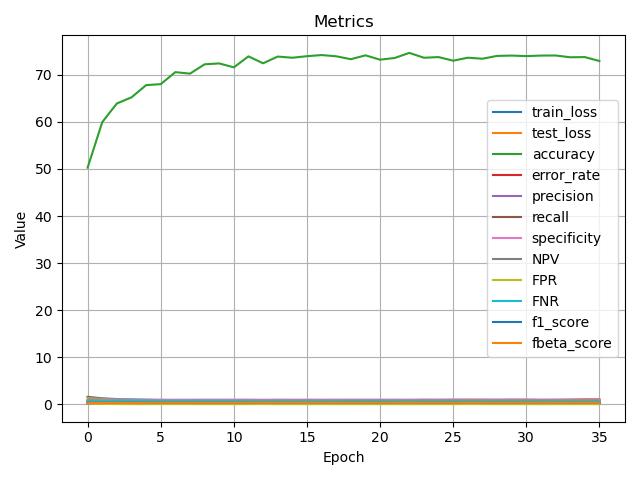 Metrics
Value
70
60
50
40
30
20
10
0
train_loss
test_loss
accuracy
error_rate
precision
recall
specificity
NPV
FPR
FNR
f1_score
fbeta_score
0 5 10 15 20 25 30 35
Epoch